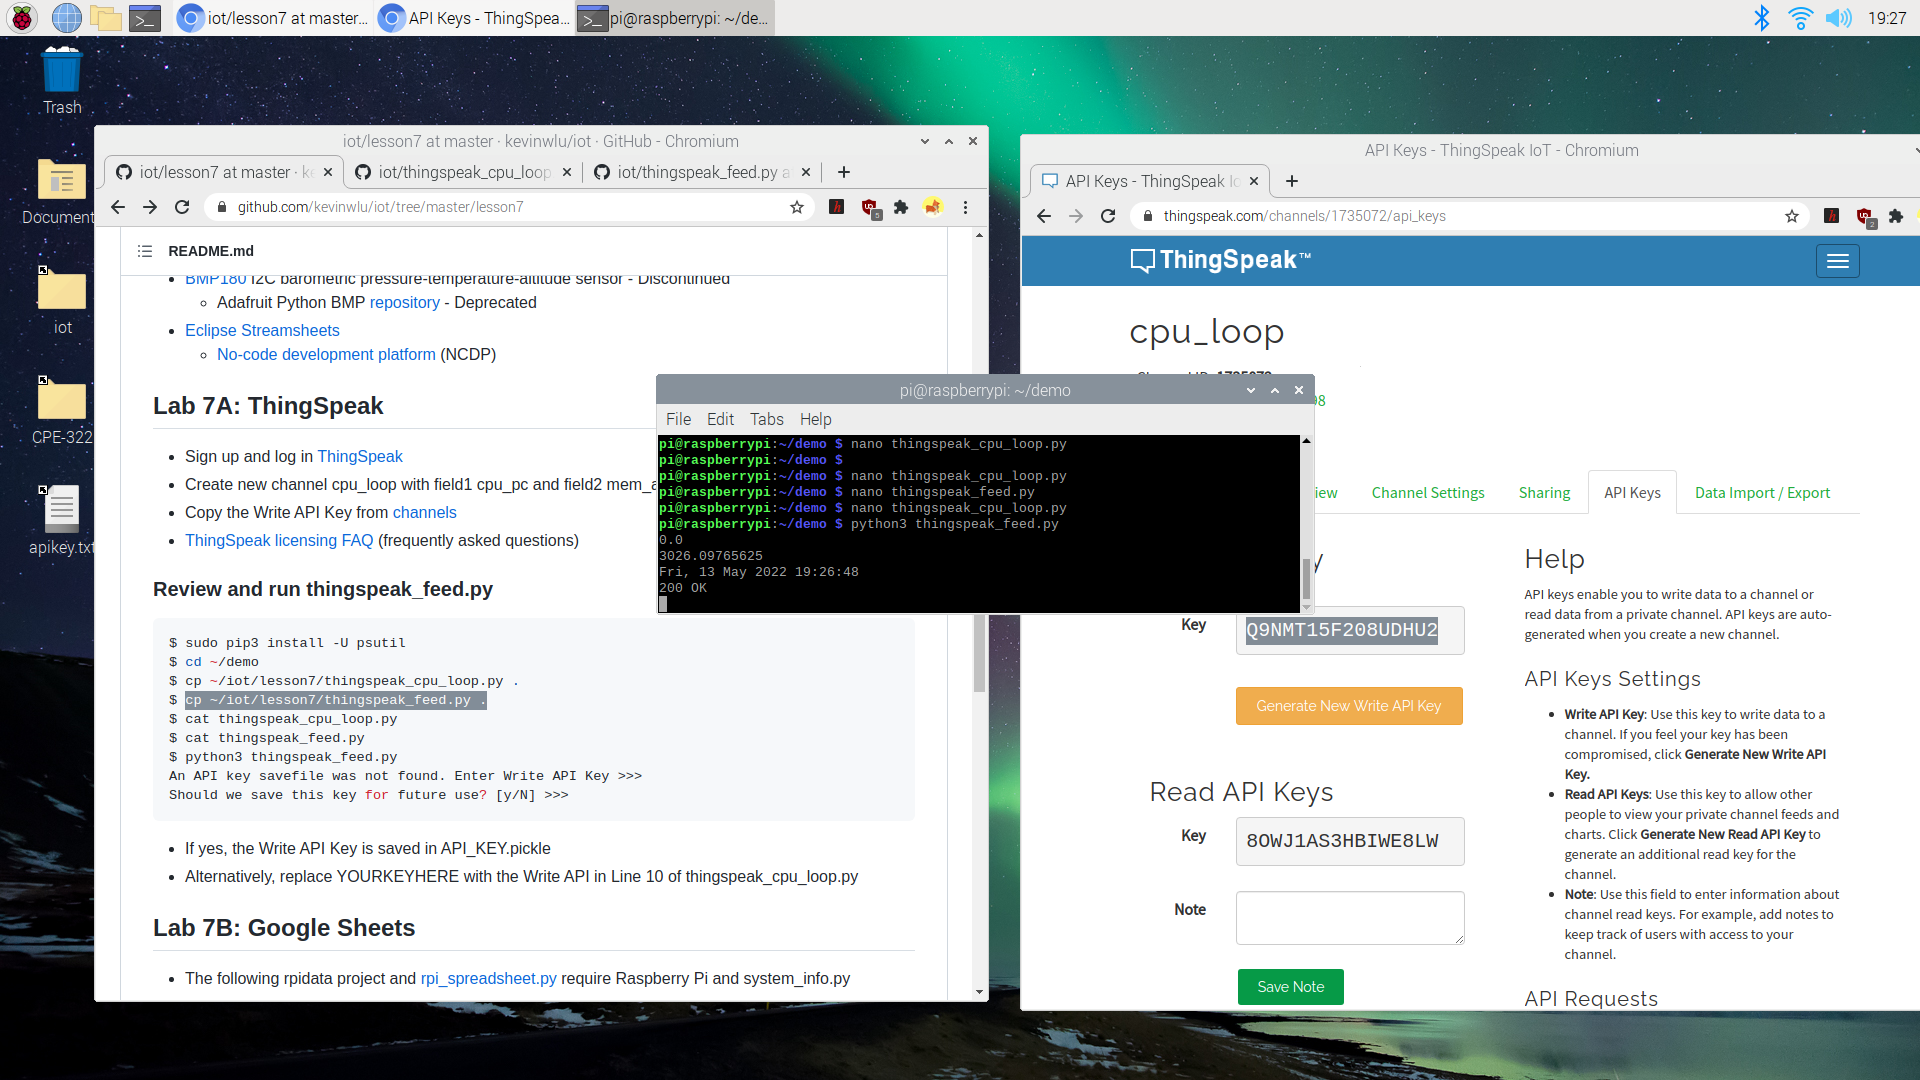 iot/lesson7 at master...
API Keys - ThingSpea...
pi@raspberrypi: ~/de...
19:27
Trash
Document
iot
CPE-322
apikey.txt
iot/lesson7 at master · kevinwlu/iot · GitHub - Chromium
iot/lesson7 at master · ke
iot/thingspeak_cpu_loop
iot/thingspeak_feed.py a
github.com/kevinwlu/iot/tree/master/lesson7
5
README.md
BMP180 I2C barometric pressure-temperature-altitude sensor - Discontinued
Adafruit Python BMP repository - Deprecated
Eclipse Streamsheets
No-code development platform (NCDP)
Lab 7A: ThingSpeak
Sign up and log in ThingSpeak
Create new channel cpu_loop with field1 cpu_pc and field2 mem_a
Copy the Write API Key from channels
ThingSpeak licensing FAQ (frequently asked questions)
Review and run thingspeak_feed.py
$ sudo pip3 install -U psutil
$ cd ~/demo
$ cp ~/iot/lesson7/thingspeak_cpu_loop.py .
$ cp ~/iot/lesson7/thingspeak_feed.py .
$ cat thingspeak_cpu_loop.py
$ cat thingspeak_feed.py
$ python3 thingspeak_feed.py
An API key savefile was not found. Enter Write API Key >>>
Should we save this key for future use? [y/N] >>>
If yes, the Write API Key is saved in API_KEY.pickle
Alternatively, replace YOURKEYHERE with the Write API in Line 10 of thingspeak_cpu_loop.py
Lab 7B: Google Sheets
The following rpidata project and rpi_spreadsheet.py require Raspberry Pi and system_info.py
pi@raspberrypi: ~/demo
File Edit Tabs Help
pi@raspberrypi:~/demo $ nano thingspeak_cpu_loop.py
pi@raspberrypi:~/demo $
pi@raspberrypi:~/demo $ nano thingspeak_cpu_loop.py
pi@raspberrypi:~/demo $ nano thingspeak_feed.py
pi@raspberrypi:~/demo $ nano thingspeak_cpu_loop.py
pi@raspberrypi:~/demo $ python3 thingspeak_feed.py
0.0
3026.09765625
Fri, 13 May 2022 19:26:48
200 OK
API Keys - ThingSpeak IoT - Chromium
API Keys - ThingSpeak Io
thingspeak.com/channels/1735072/api_keys
2
ThingSpeak™
cpu_loop
98
iew
Channel Settings
Sharing
API Keys
Data Import / Export
y
Key
Q9NMT15F208UDHU2
Generate New Write API Key
Read API Keys
Key
8OWJ1AS3HBIWE8LW
Note
Save Note
Help
API keys enable you to write data to a channel or
read data from a private channel. API keys are auto-
generated when you create a new channel.
API Keys Settings
Write API Key: Use this key to write data to a
channel. If you feel your key has been
compromised, click Generate New Write API
Key.
Read API Keys: Use this key to allow other
people to view your private channel feeds and
charts. Click Generate New Read API Key to
generate an additional read key for the
channel.
Note: Use this field to enter information about
channel read keys. For example, add notes to
keep track of users with access to your
channel.
API Requests